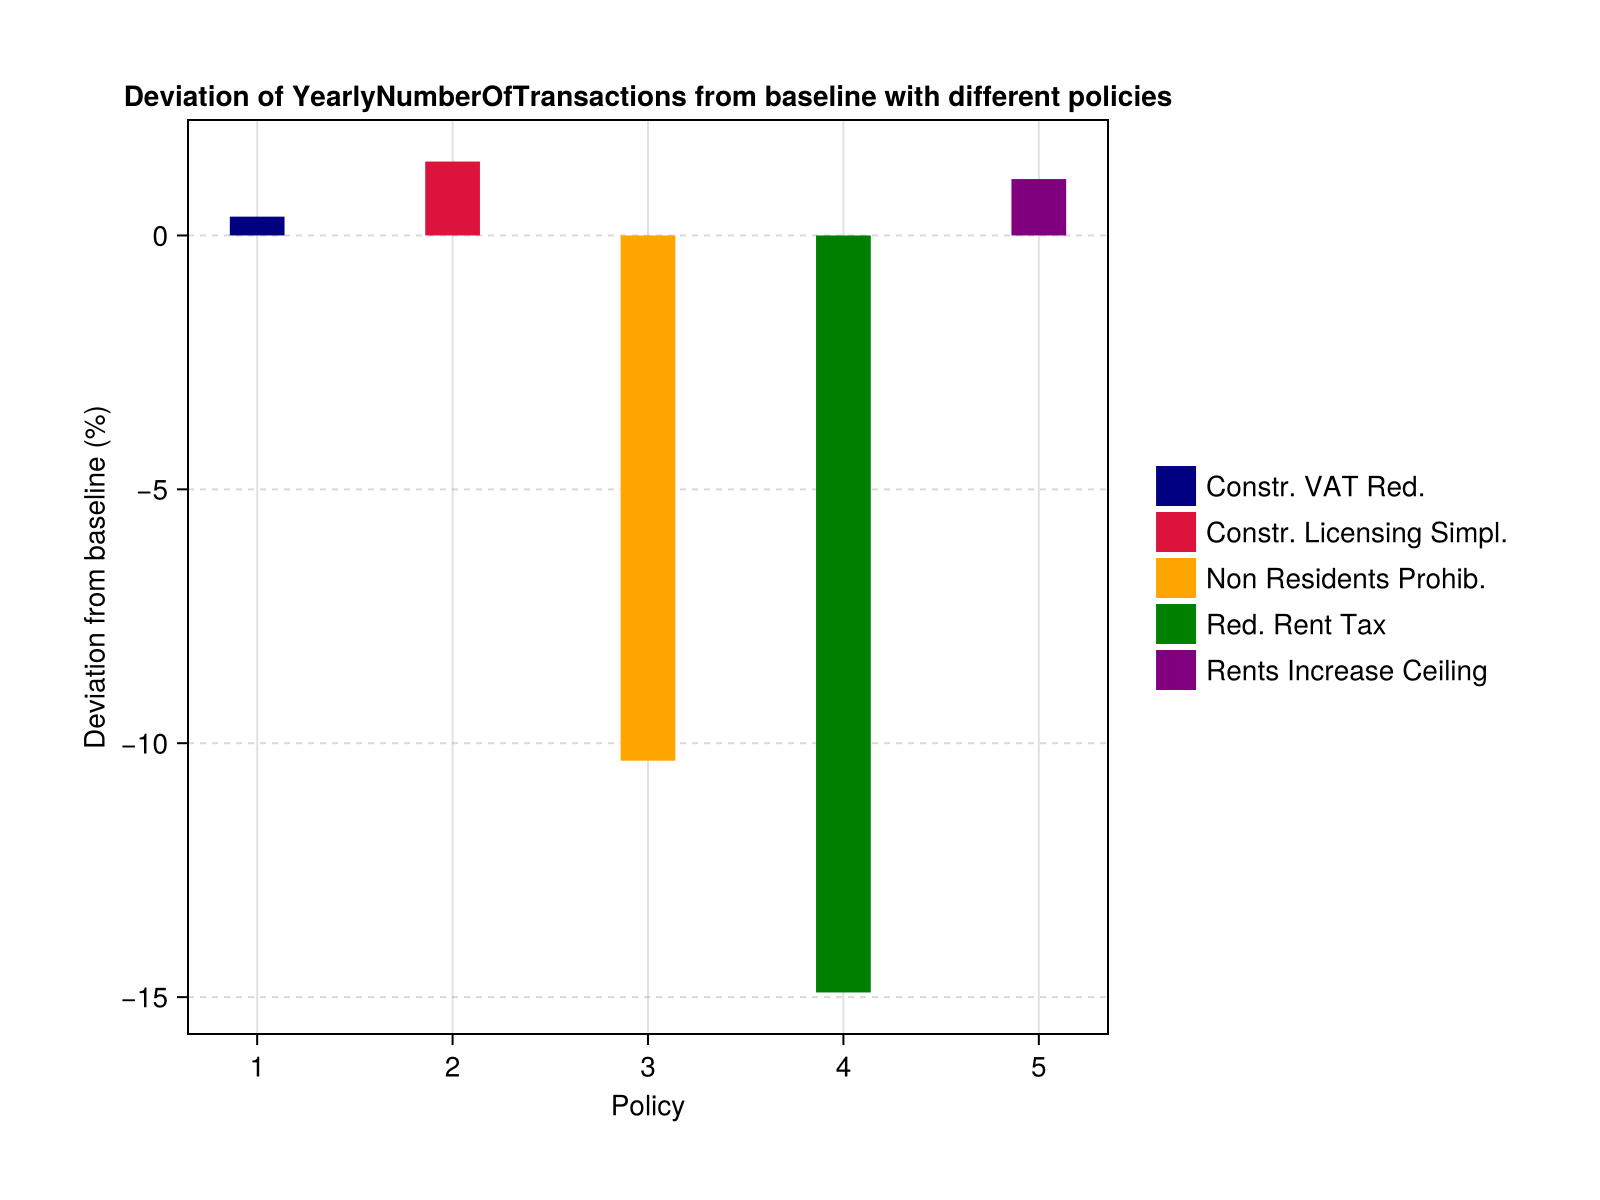 Deviation of YearlyNumberOfTransactions from baseline with different policies
Deviation from baseline (%)
0
−5
−10
−15
1 2 3 4 5
Policy
Constr. VAT Red.
Constr. Licensing Simpl.
Non Residents Prohib.
Red. Rent Tax
Rents Increase Ceiling